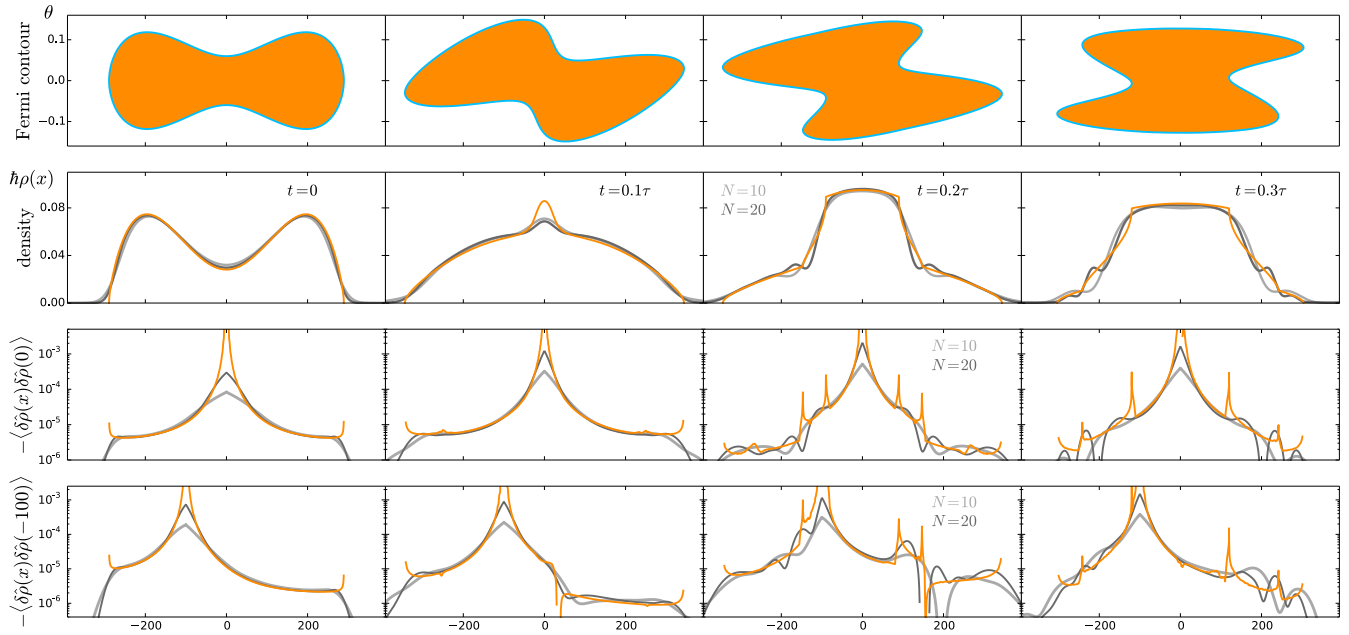 θ
Fermi contour
0.1
0.0
−0.1
ħρ(x)
density
0.08
0.04
0.00
t=0
t=0.1τ
N=10
N=20
t=0.2τ
t=0.3τ
−⟨δρ̂(x)δρ̂(0)⟩
10⁻³
10⁻⁴
10⁻⁵
10⁻⁶
N=10
N=20
−⟨δρ̂(x)δρ̂(−100)⟩
10⁻³
10⁻⁴
10⁻⁵
10⁻⁶
N=10
N=20
−200 0 200 −200 0 200 −200 0 200 −200 0 200